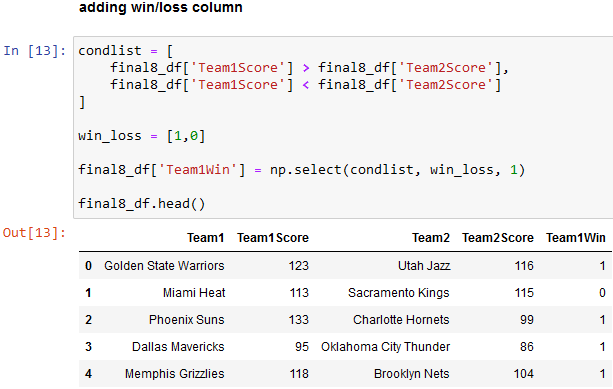 adding win/loss column
In [13]: condlist = [
final8_df['Team1Score'] > final8_df['Team2Score'],
final8_df['Team1Score'] < final8_df['Team2Score']
]
win_loss = [1,0]
final8_df['Team1Win'] = np.select(condlist, win_loss, 1)
final8_df.head()
Out[13]:
Team1 Team1Score Team2 Team2Score Team1Win
0 Golden State Warriors 123 Utah Jazz 116 1
1 Miami Heat 113 Sacramento Kings 115 0
2 Phoenix Suns 133 Charlotte Hornets 99 1
3 Dallas Mavericks 95 Oklahoma City Thunder 86 1
4 Memphis Grizzlies 118 Brooklyn Nets 104 1